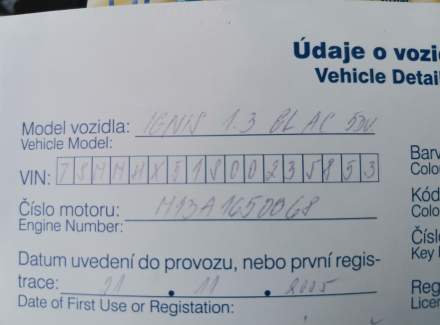 Údaje o vozi
Vehicle Detai
Model vozidla: IGNIS 1.3 GL AC 5DV
Vehicle Model:
VIN:
Číslo motoru: M13A1650068
Engine Number:
Datum uvedení do provozu, nebo první regis-
trace: 21 . 11 . 2005
Date of First Use or Registation:
Barv
Colo
Kód
Colo
Čísl
Key
Reg
Licen